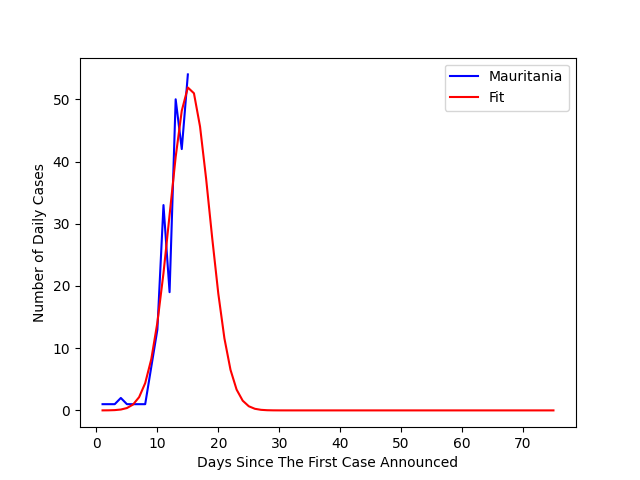 Mauritania
Fit
Number of Daily Cases
50
40
30
20
10
0
0 10 20 30 40 50 60 70
Days Since The First Case Announced